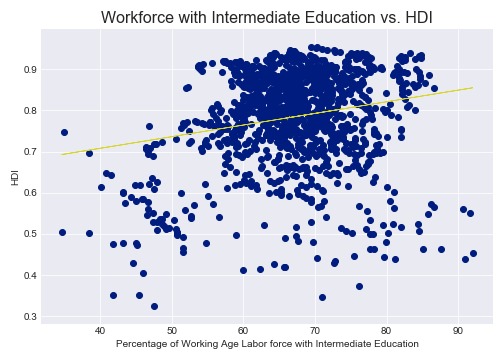 Workforce with Intermediate Education vs. HDI
0.9
0.8
0.7
0.6
0.5
0.4
0.3
HDI
40 50 60 70 80 90
Percentage of Working Age Labor force with Intermediate Education